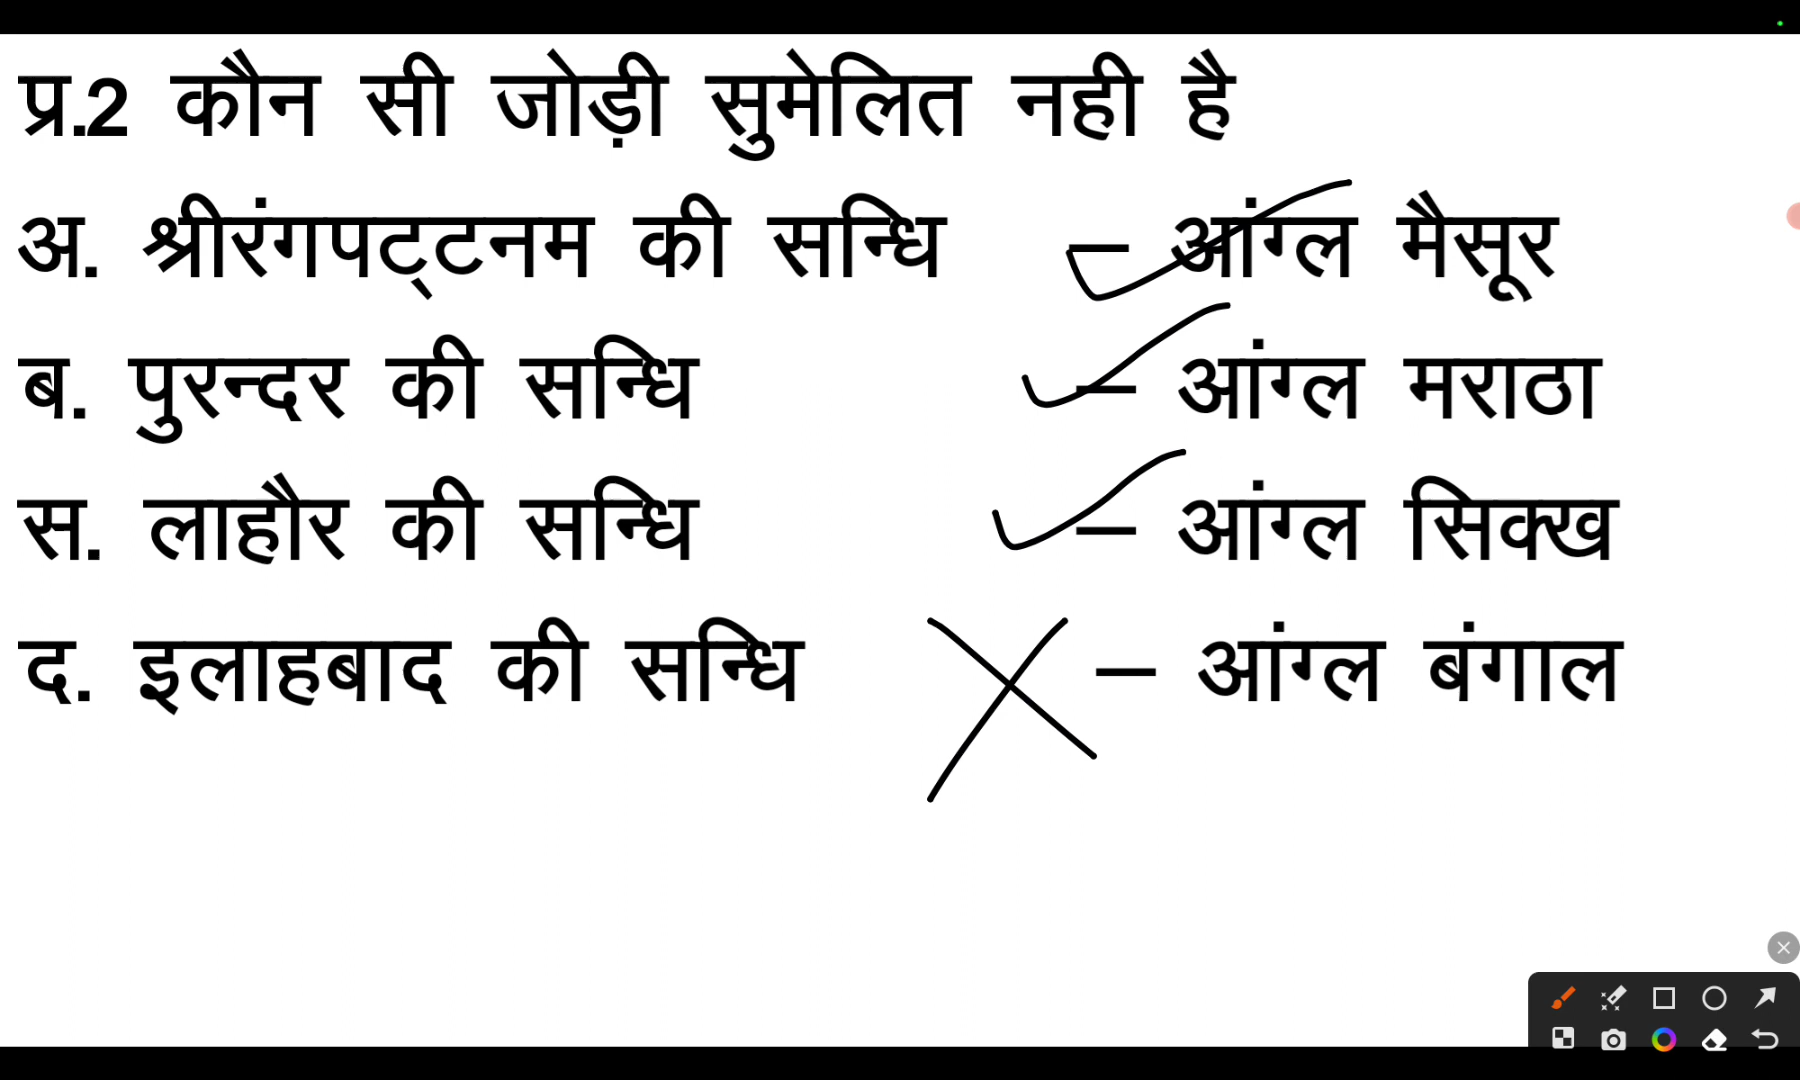 प्र.2 कौन सी जोड़ी सुमेलित नही है
अ. श्रीरंगपट्‌टनम की सन्धि – आंग्ल मैसूर
ब. पुरन्दर की सन्धि – आंग्ल मराठा
स. लाहौर की सन्धि – आंग्ल सिक्ख
द. इलाहबाद की सन्धि – आंग्ल बंगाल